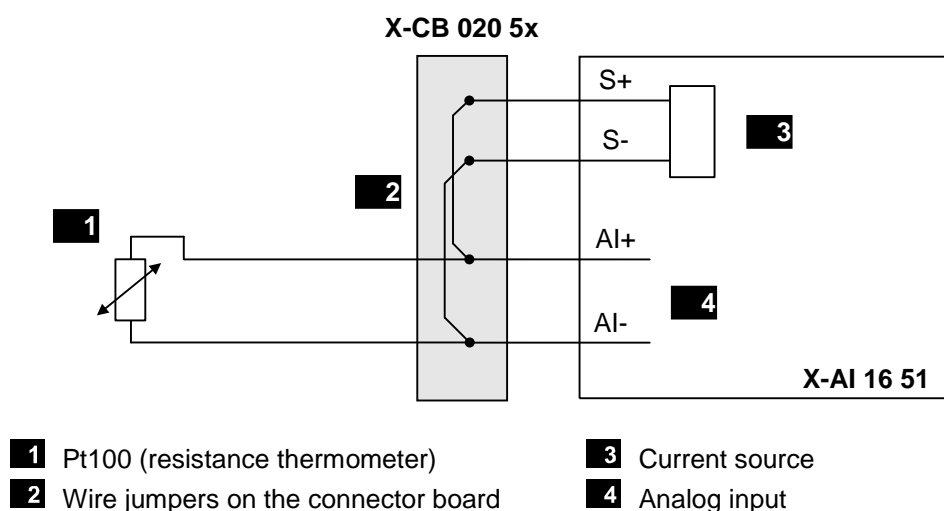 X-CB 020 5x
S+
3
S-
2
1
AI+
4
AI-
X-AI 16 51
1 Pt100 (resistance thermometer)
3 Current source
2 Wire jumpers on the connector board
4 Analog input